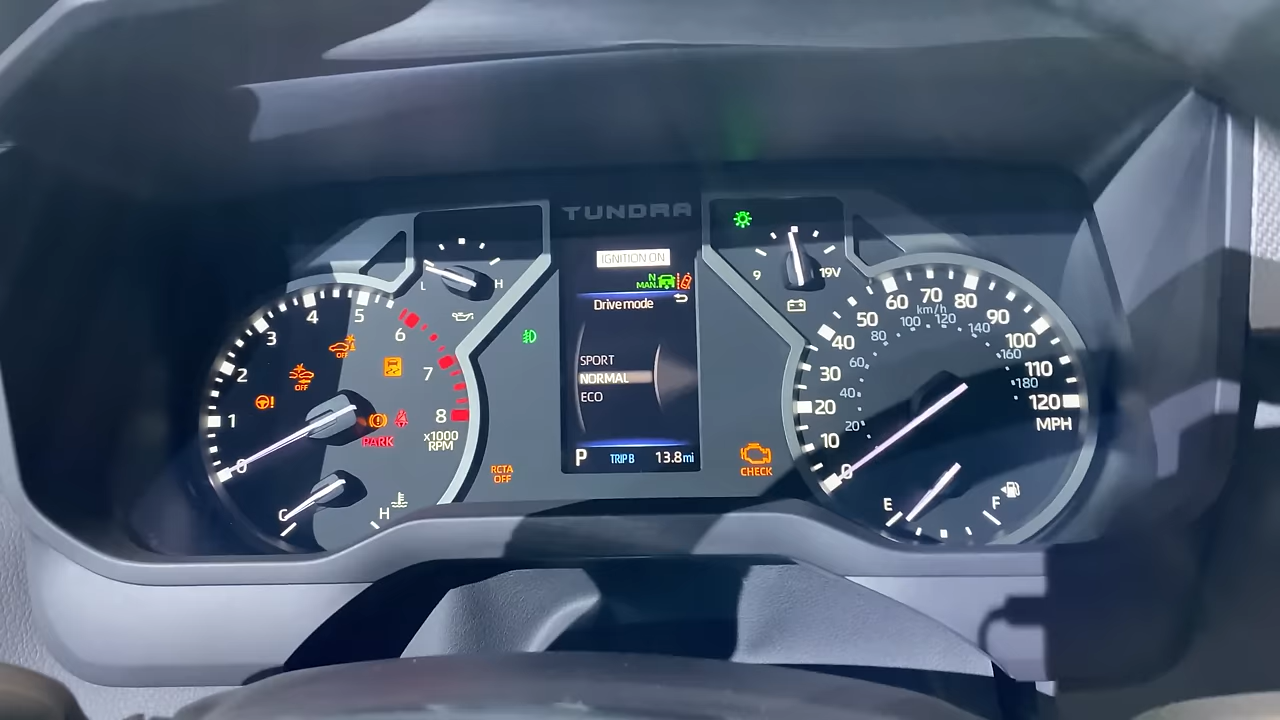 TUNDRA
IGNITION ON
N
MAN.
Drive mode
SPORT
NORMAL
ECO
P
TRIP B
13.8mi
0
1
2
3
4
5
6
7
8
x1000
RPM
OFF
OFF
PARK
RCTA
OFF
L
H
C
H
9
19V
CHECK
0
10
20
30
40
50
60
70
80
90
100
110
120
MPH
km/h
20
40
60
80
100
120
140
160
180
E
F